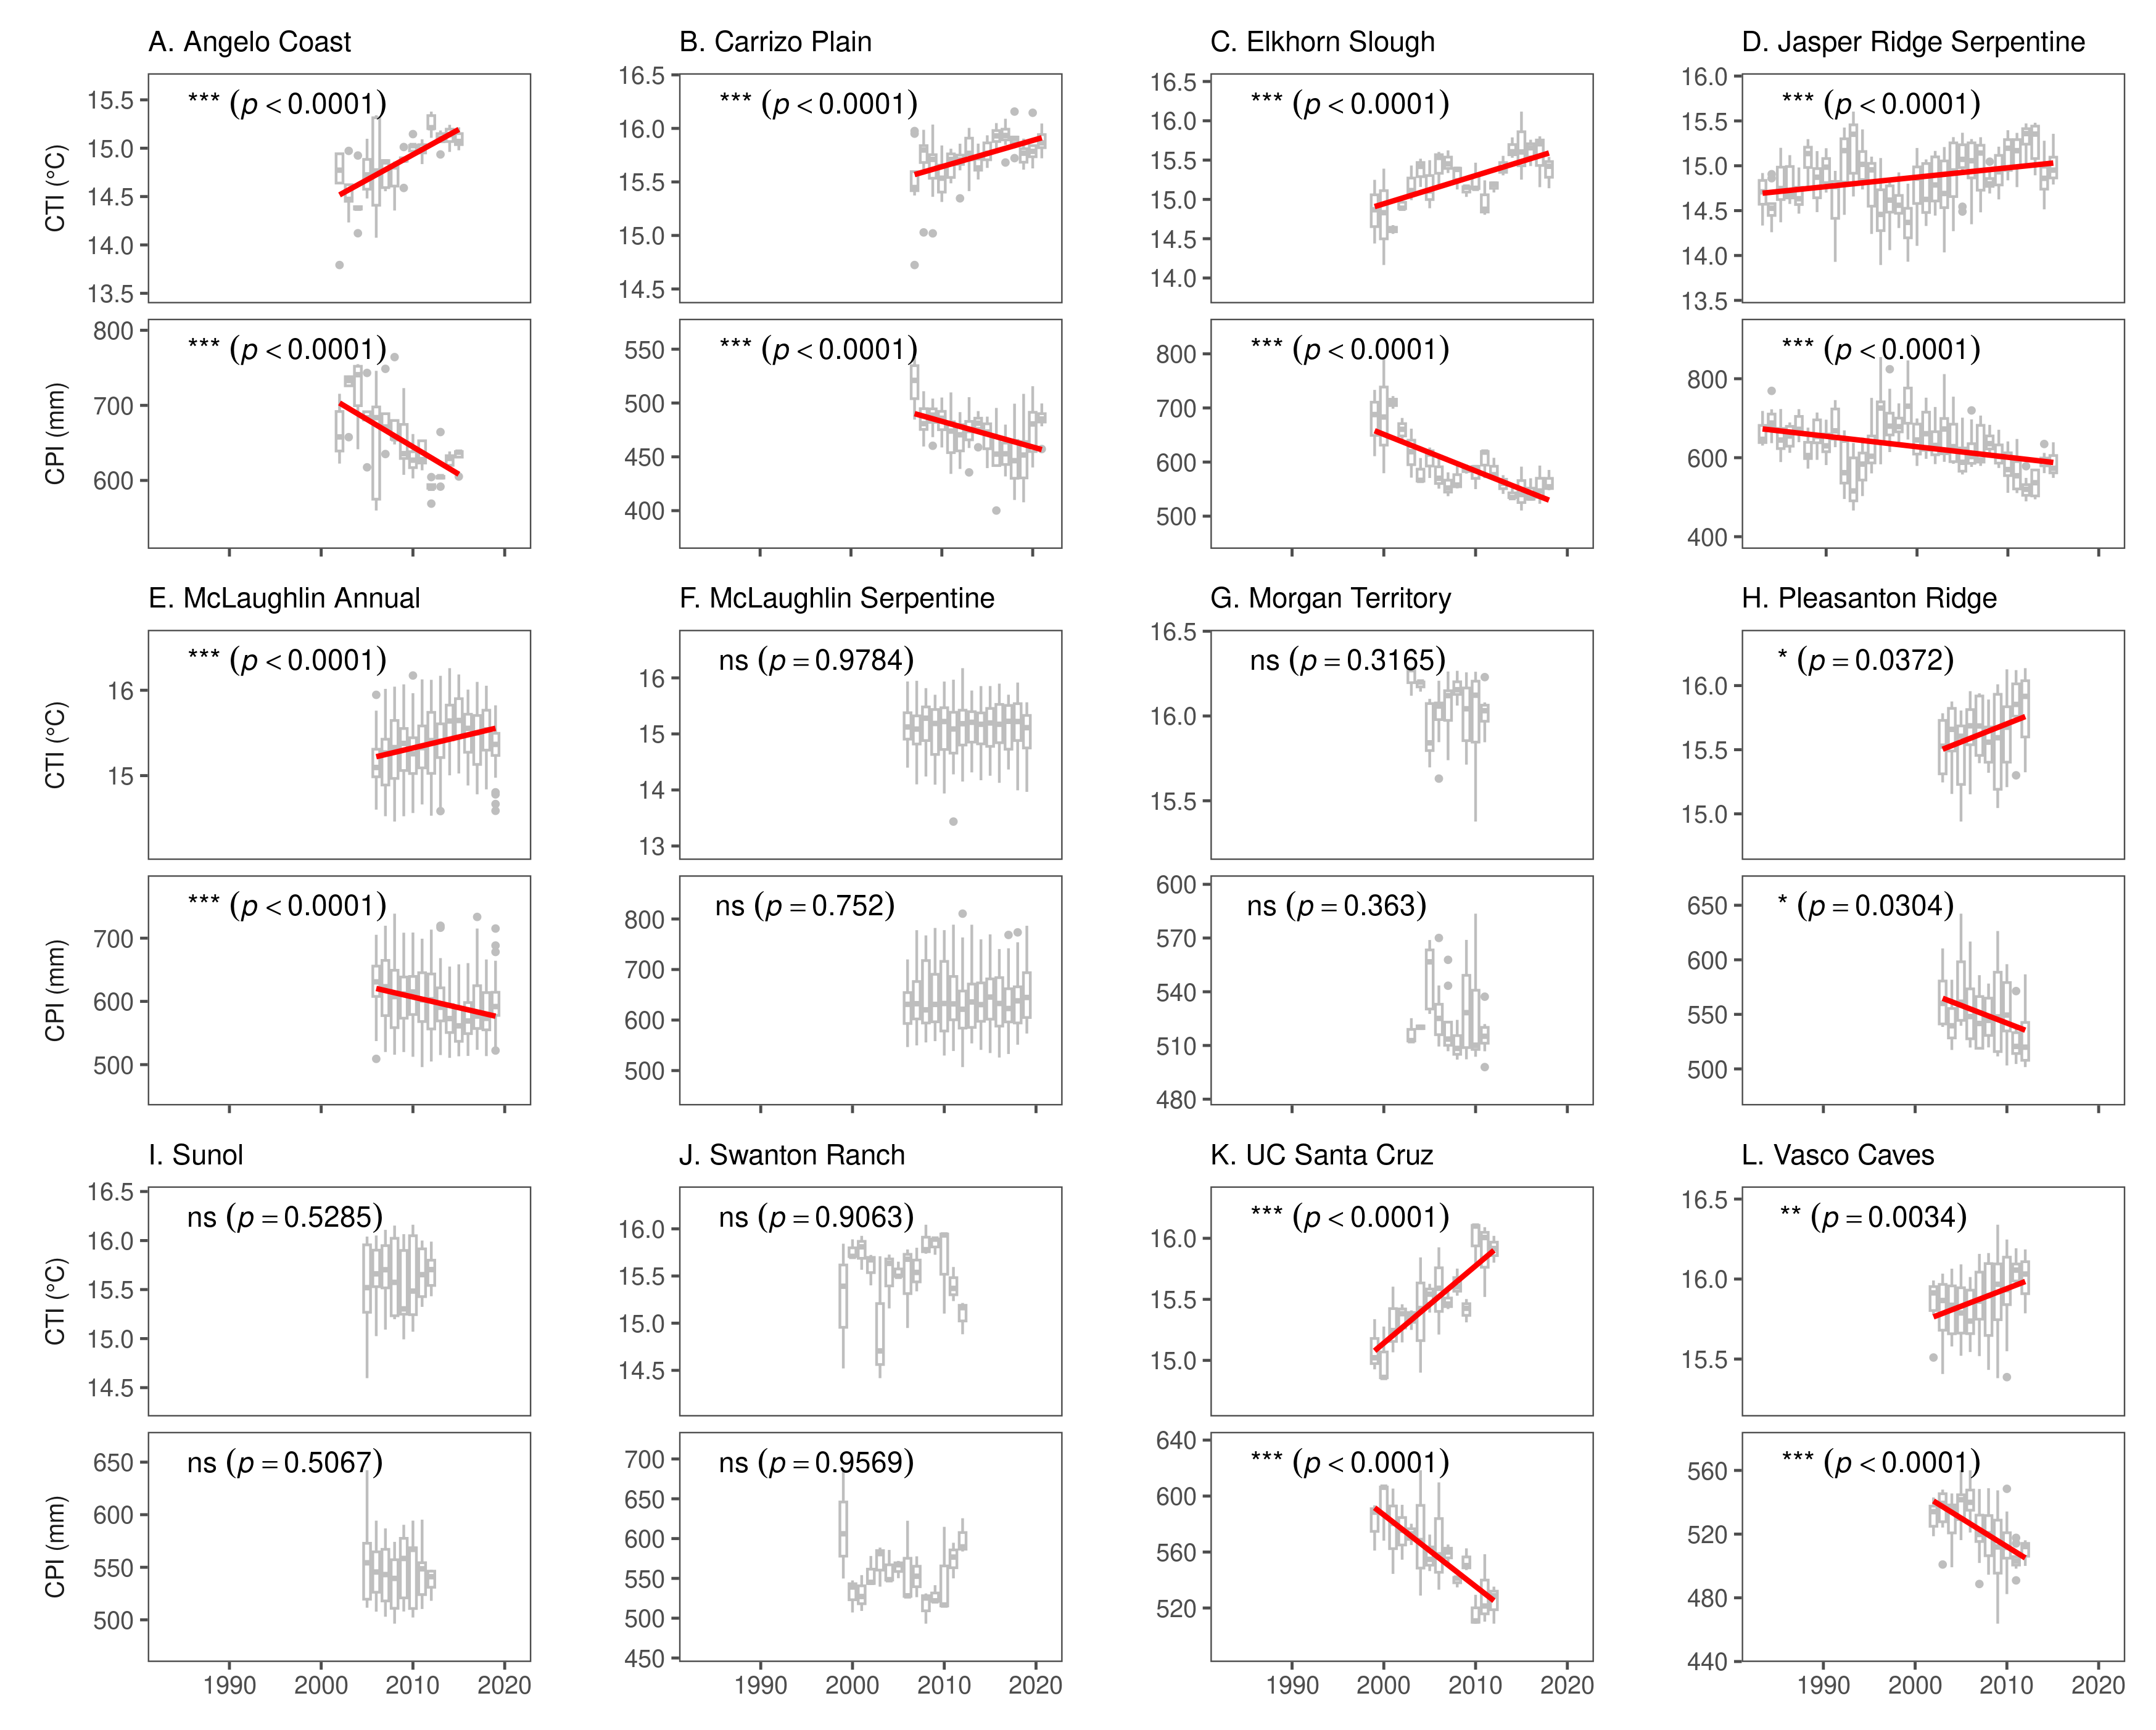 A. Angelo Coast
B. Carrizo Plain
C. Elkhorn Slough
D. Jasper Ridge Serpentine
CTI (°C)
15.5
15.0
14.5
14.0
13.5
*** (p < 0.0001)
16.5
16.0
15.5
15.0
14.5
*** (p < 0.0001)
16.5
16.0
15.5
15.0
14.5
14.0
*** (p < 0.0001)
16.0
15.5
15.0
14.5
14.0
13.5
*** (p < 0.0001)
CPI (mm)
800
700
600
*** (p < 0.0001)
550
500
450
400
*** (p < 0.0001)
800
700
600
500
*** (p < 0.0001)
800
600
400
*** (p < 0.0001)
E. McLaughlin Annual
F. McLaughlin Serpentine
G. Morgan Territory
H. Pleasanton Ridge
CTI (°C)
16
15
*** (p < 0.0001)
16
15
14
13
ns (p = 0.9784)
16.5
16.0
15.5
ns (p = 0.3165)
16.0
15.5
15.0
* (p = 0.0372)
CPI (mm)
700
600
500
*** (p < 0.0001)
800
700
600
500
ns (p = 0.752)
600
570
540
510
480
ns (p = 0.363)
650
600
550
500
* (p = 0.0304)
I. Sunol
J. Swanton Ranch
K. UC Santa Cruz
L. Vasco Caves
CTI (°C)
16.5
16.0
15.5
15.0
14.5
ns (p = 0.5285)
16.0
15.5
15.0
14.5
ns (p = 0.9063)
16.0
15.5
15.0
*** (p < 0.0001)
16.5
16.0
15.5
** (p = 0.0034)
CPI (mm)
650
600
550
500
ns (p = 0.5067)
700
650
600
550
500
450
ns (p = 0.9569)
640
600
560
520
*** (p < 0.0001)
560
520
480
440
*** (p < 0.0001)
1990 2000 2010 2020
1990 2000 2010 2020
1990 2000 2010 2020
1990 2000 2010 2020